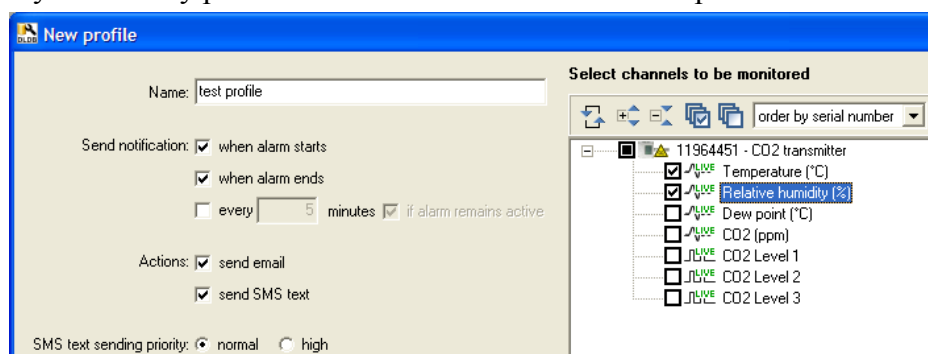 DLDB New profile
Name: test profile
Send notification: when alarm starts
when alarm ends
every 5 minutes if alarm remains active
Actions: send email
send SMS text
SMS text sending priority: normal high
Select channels to be monitored
order by serial number
11964451 - CO2 transmitter
LIVE Temperature (°C)
LIVE Relative humidity (%)
LIVE Dew point (°C)
LIVE CO2 (ppm)
LIVE CO2 Level 1
LIVE CO2 Level 2
LIVE CO2 Level 3